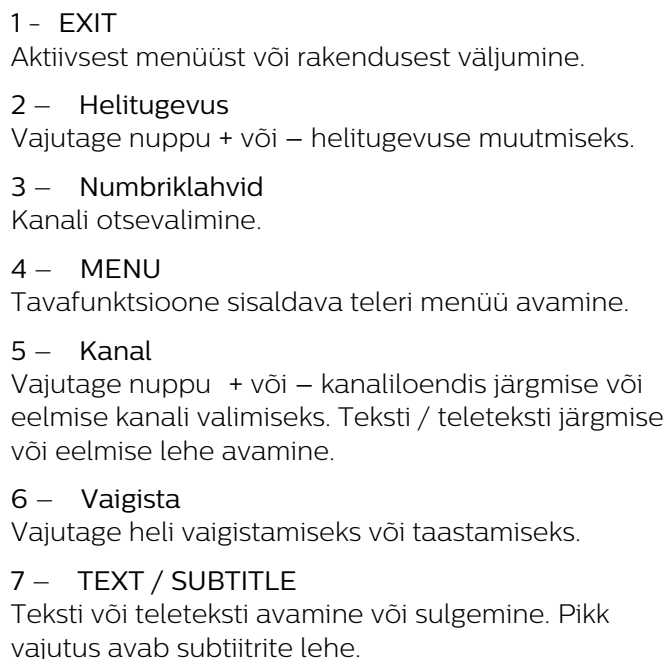 1 - EXIT
Aktiivsest menüüst või rakendusest väljumine.
2 – Helitugevus
Vajutage nuppu + või – helitugevuse muutmiseks.
3 – Numbriklahvid
Kanali otsevalimine.
4 – MENU
Tavafunktsioone sisaldava teleri menüü avamine.
5 – Kanal
Vajutage nuppu + või – kanaliloendis järgmise või
eelmise kanali valimiseks. Teksti / teleteksti järgmise
või eelmise lehe avamine.
6 – Vaigista
Vajutage heli vaigistamiseks või taastamiseks.
7 – TEXT / SUBTITLE
Teksti või teleteksti avamine või sulgemine. Pikk
vajutus avab subtiitrite lehe.